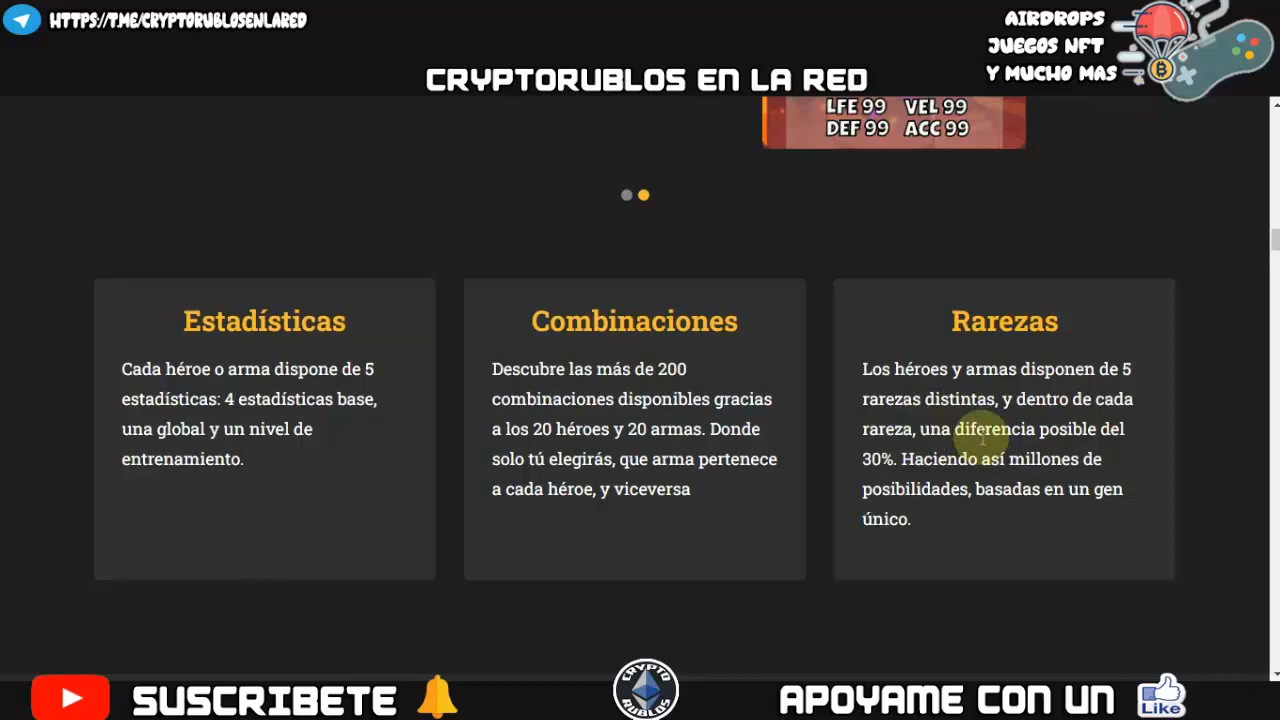 HTTPS://T.ME/CRYPTORUBLOSENLARED
AIRDROPS
JUEGOS NFT
Y MUCHO MAS
CRYPTORUBLOS EN LA RED
LFE 99 VEL 99
DEF 99 ACC 99
Estadísticas
Cada héroe o arma dispone de 5
estadísticas: 4 estadísticas base,
una global y un nivel de
entrenamiento.
Combinaciones
Descubre las más de 200
combinaciones disponibles gracias
a los 20 héroes y 20 armas. Donde
solo tú elegirás, que arma pertenece
a cada héroe, y viceversa
Rarezas
Los héroes y armas disponen de 5
rarezas distintas, y dentro de cada
rareza, una diferencia posible del
30%. Haciendo así millones de
posibilidades, basadas en un gen
único.
SUSCRIBETE
CRYPTO
RUBLOS
APOYAME CON UN
Like